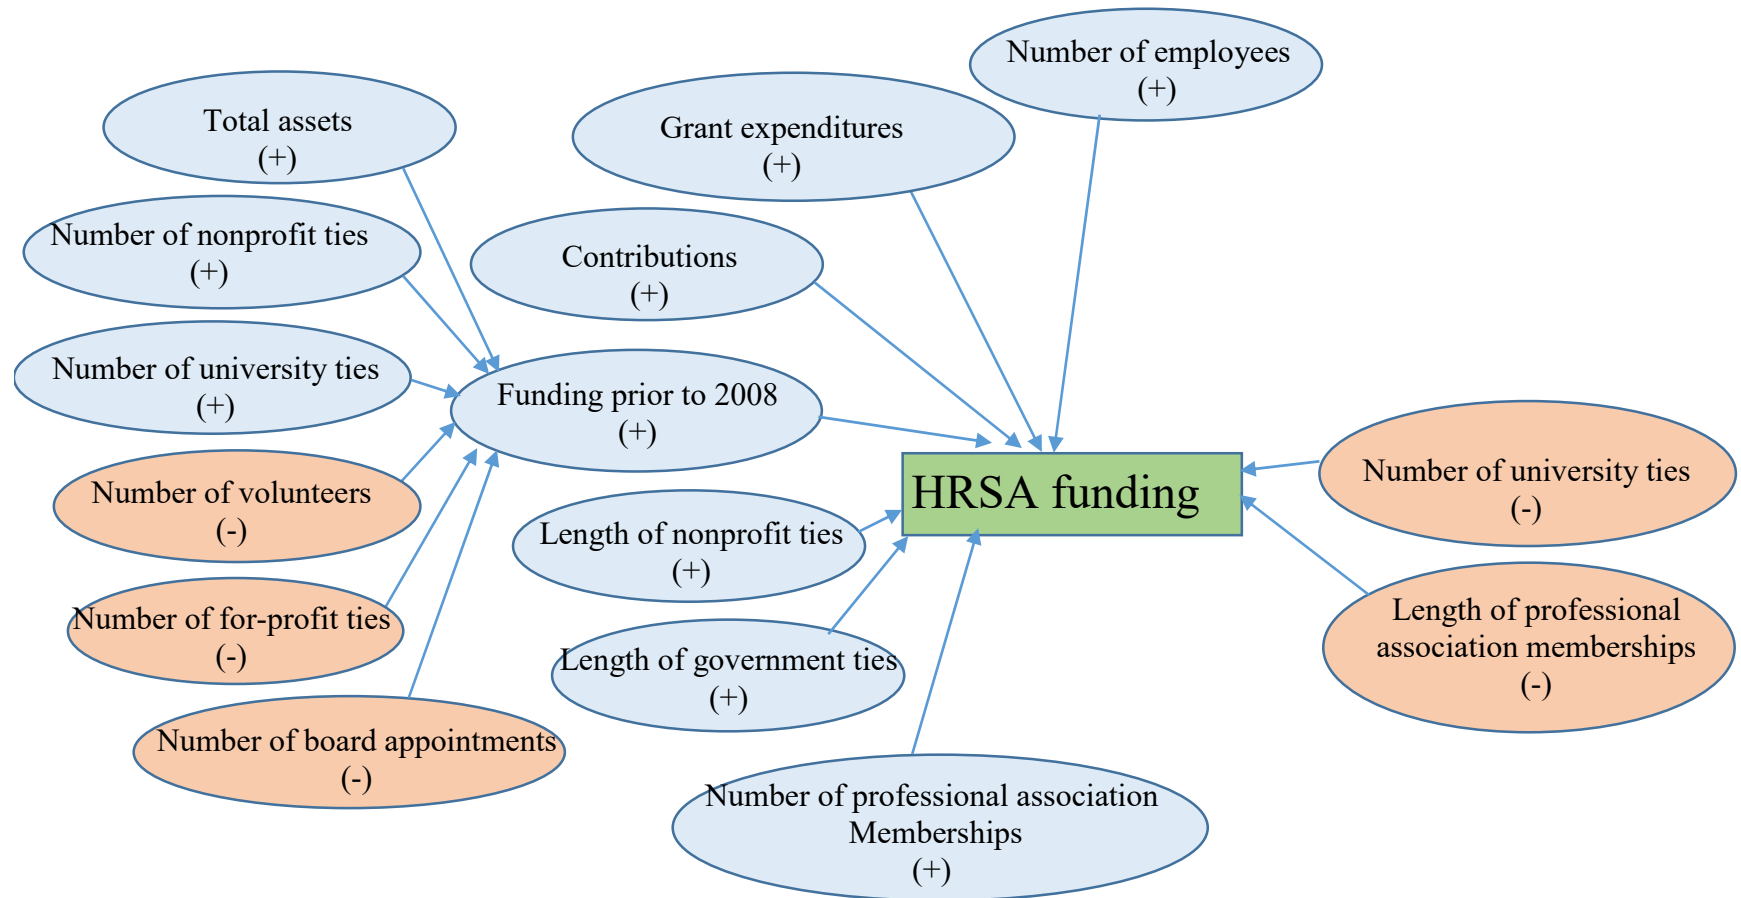 Number of employees
(+)
Total assets
(+)
Grant expenditures
(+)
Number of nonprofit ties
(+)
Contributions
(+)
Number of university ties
(+)
Funding prior to 2008
(+)
Number of volunteers
(-)
HRSA funding
Number of university ties
(-)
Length of nonprofit ties
(+)
Number of for-profit ties
(-)
Length of government ties
(+)
Length of professional
association memberships
(-)
Number of board appointments
(-)
Number of professional association
Memberships
(+)